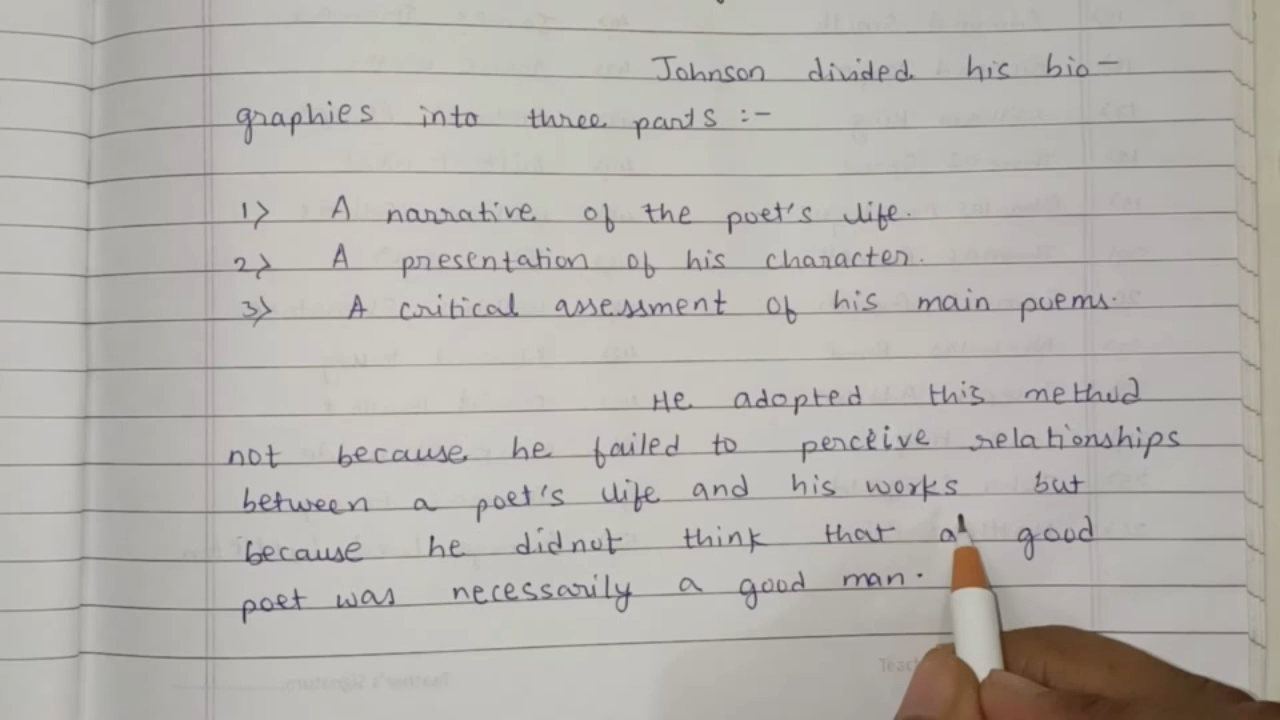 Johnson divided his bio-
graphies into three parts :-
1) A narrative of the poet's life.
2) A presentation of his character.
3) A critical assessment of his main poems.
He adopted this method
not because he failed to perceive relationships
between a poet's life and his works but
because he didnot think that a good
poet was necessarily a good man.